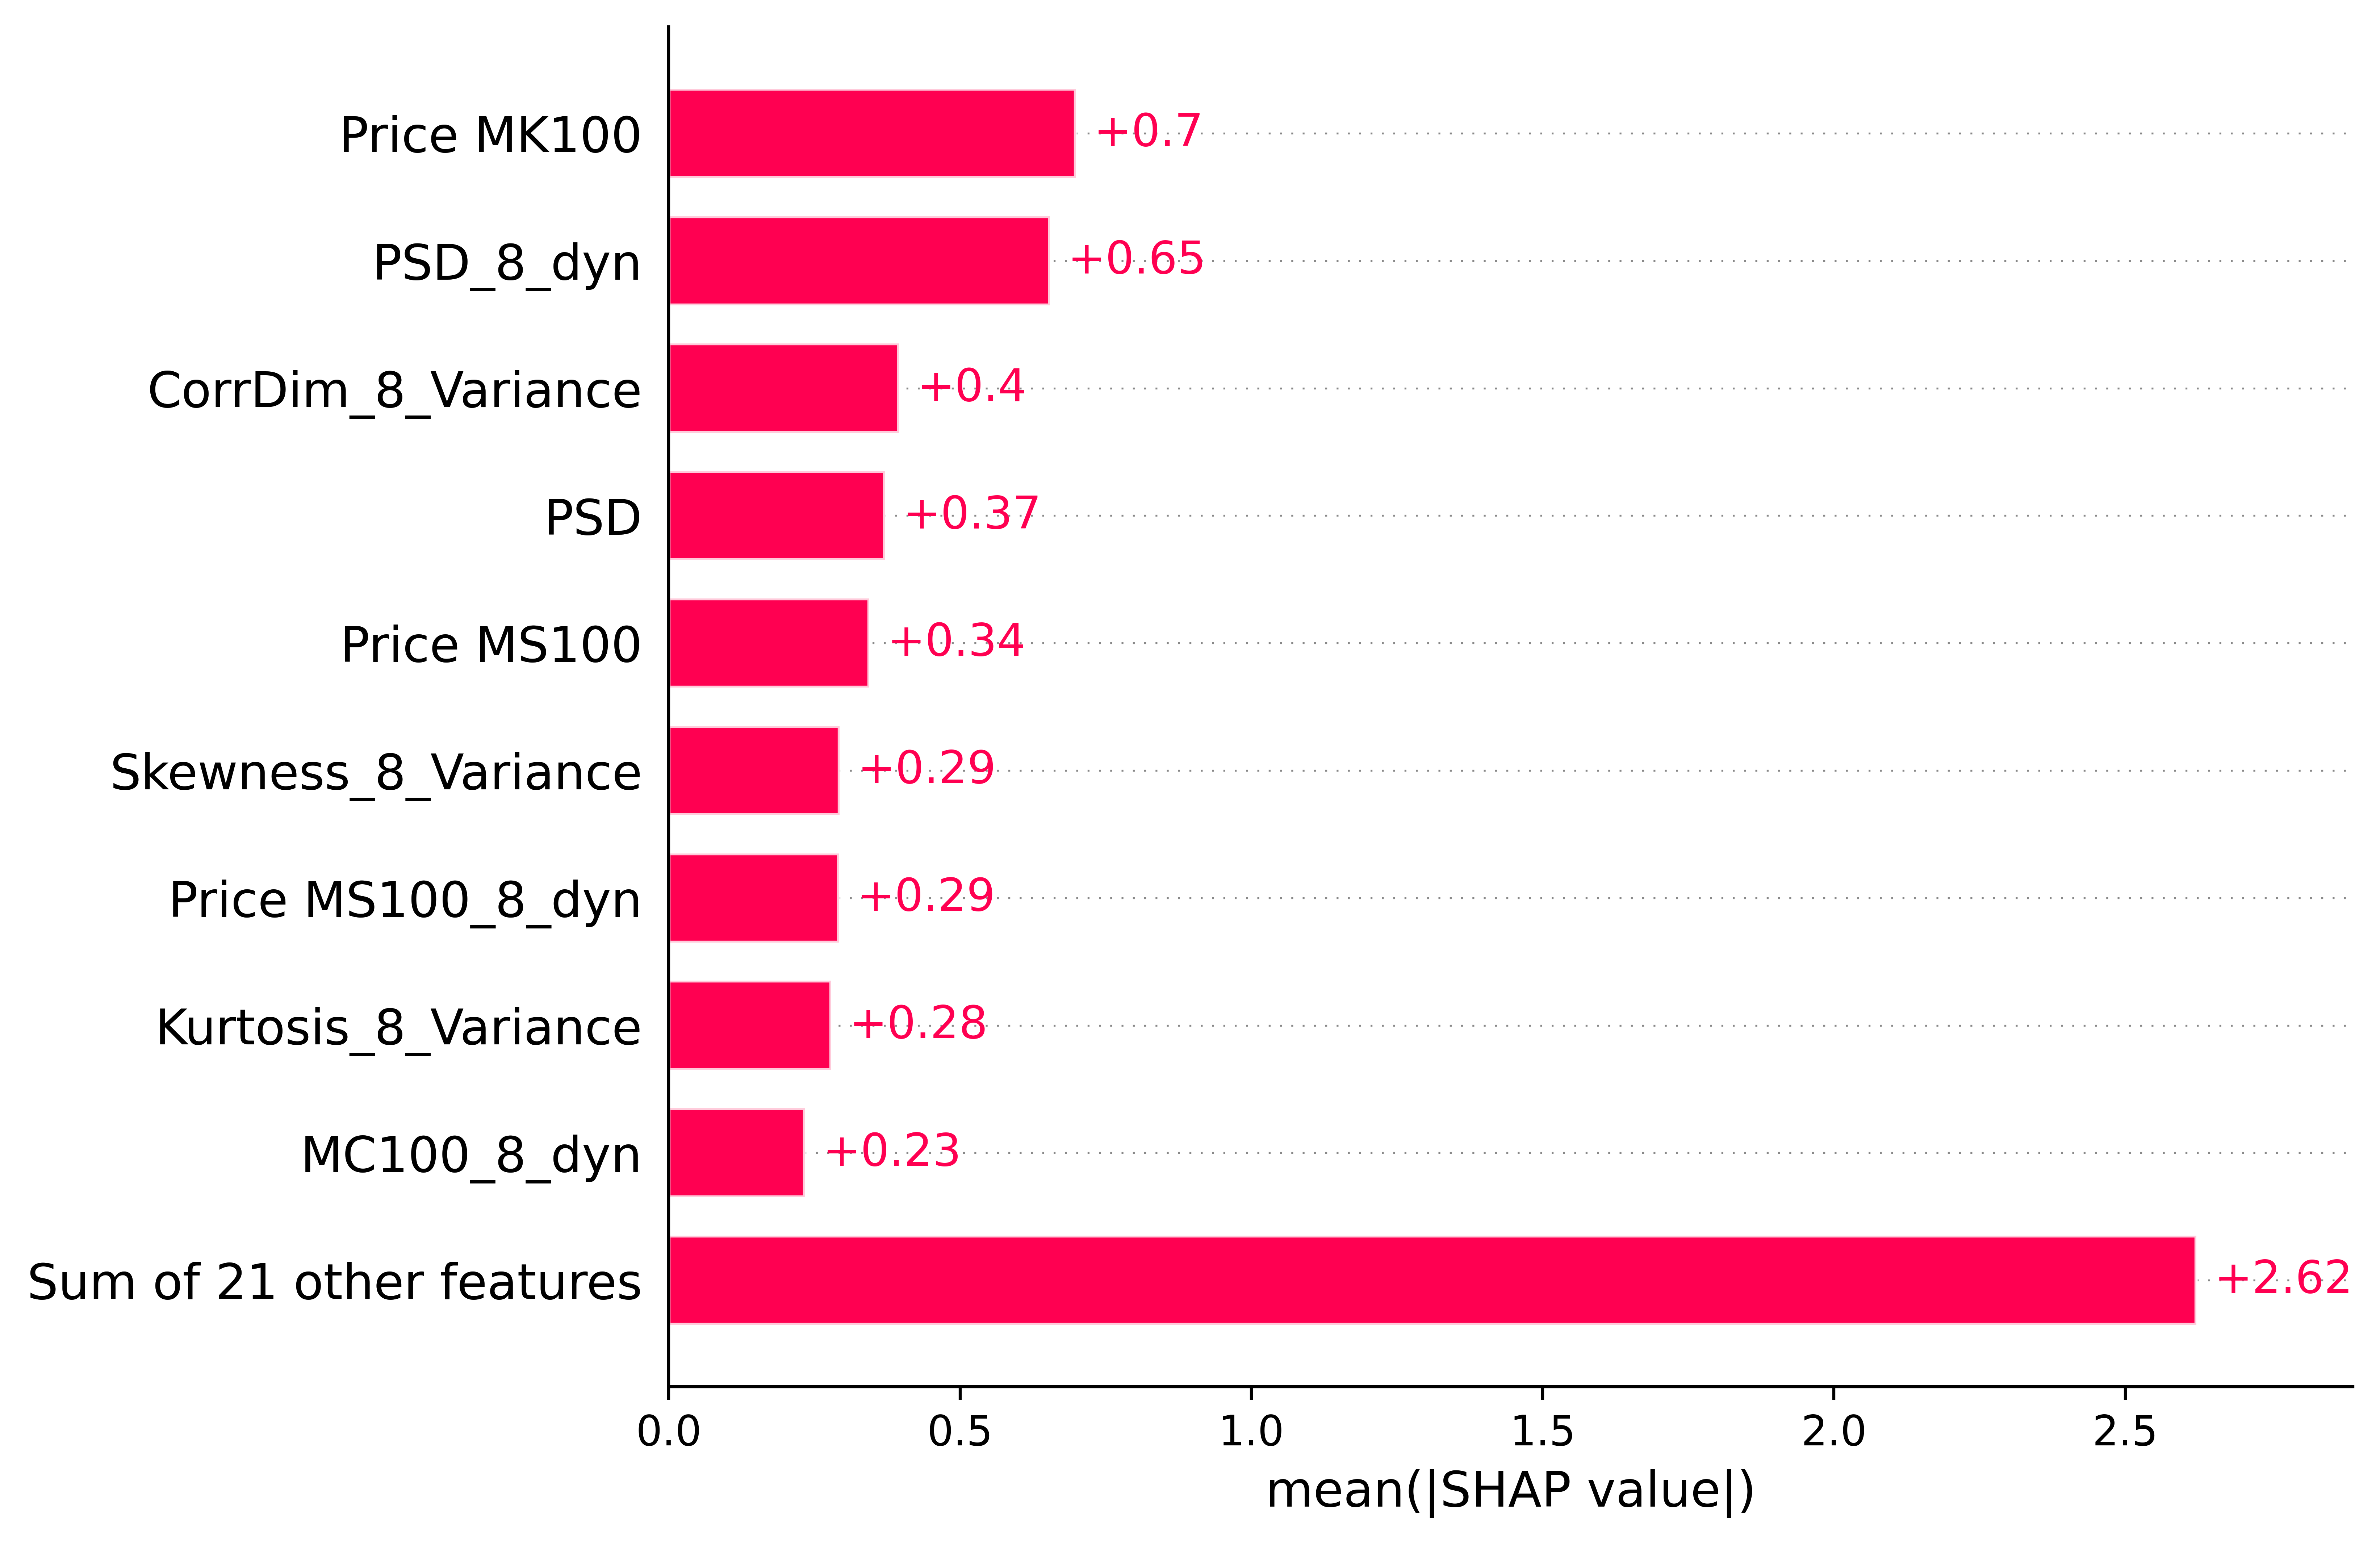 Price MK100 +0.7
PSD_8_dyn +0.65
CorrDim_8_Variance +0.4
PSD +0.37
Price MS100 +0.34
Skewness_8_Variance +0.29
Price MS100_8_dyn +0.29
Kurtosis_8_Variance +0.28
MC100_8_dyn +0.23
Sum of 21 other features +2.62
0.0 0.5 1.0 1.5 2.0 2.5
mean(|SHAP value|)